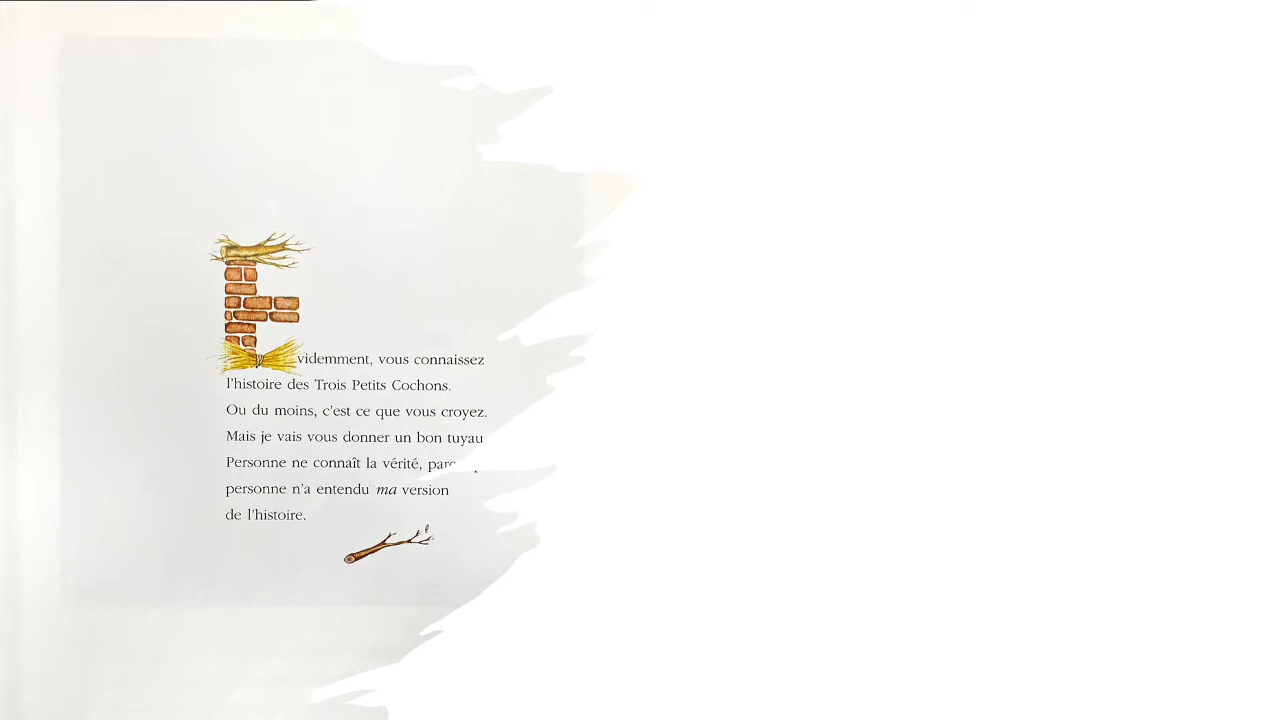 Evidemment, vous connaissez
l'histoire des Trois Petits Cochons.
Ou du moins, c'est ce que vous croyez.
Mais je vais vous donner un bon tuyau
Personne ne connaît la vérité,
personne n'a entendu ma version
de l'histoire.